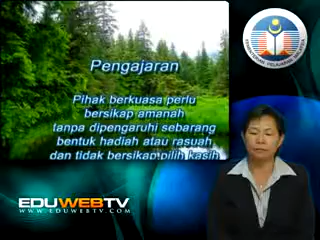 Pengajaran
Pihak berkuasa perlu
bersikap amanah
tanpa dipengaruhi sebarang
bentuk hadiah atau rasuah
dan tidak bersikap pilih kasih
EDUWEBTV
WWW.EDUWEBTV.COM